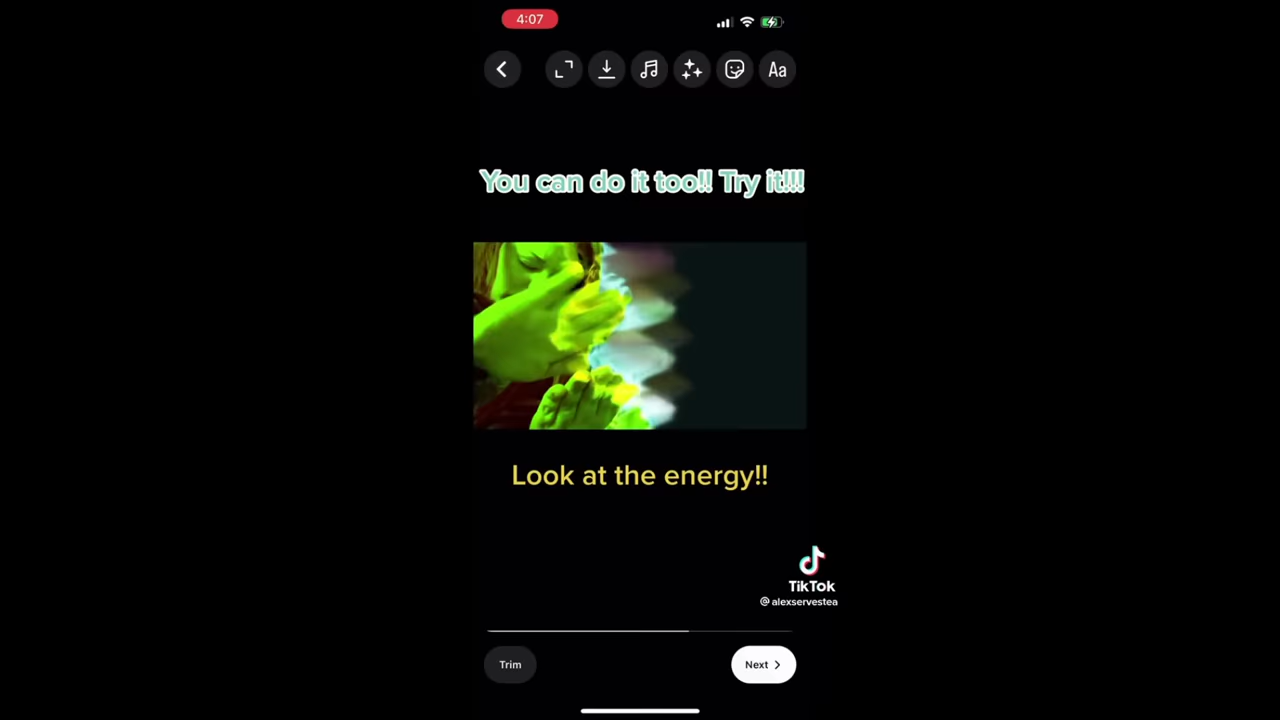 4:07
Aa
You can do it too!! Try it!!!
Look at the energy!!
TikTok
@alexservestea
Trim
Next